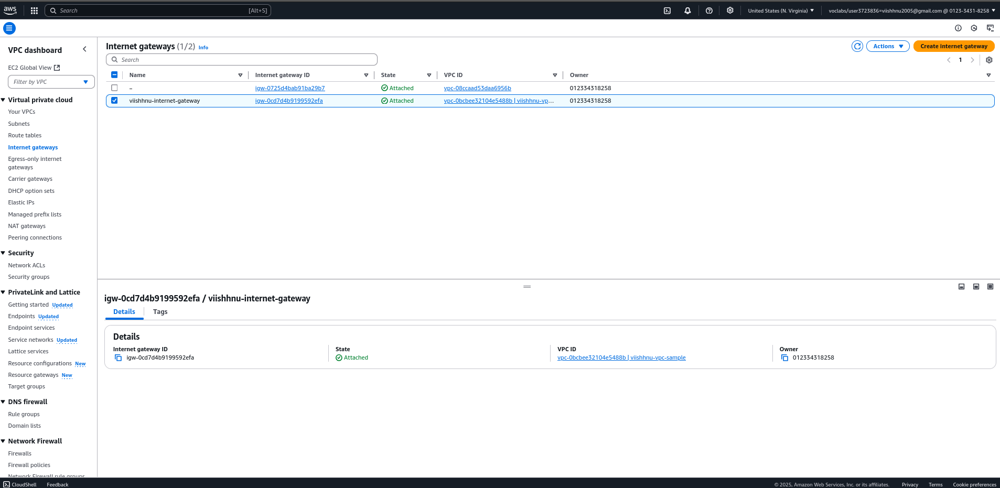 aws
Search [Alt+S]
United States (N. Virginia)
voclabs/user3723836=viishhnu2005@gmail.com @ 0123-3431-8258
VPC dashboard
EC2 Global View
Filter by VPC
Virtual private cloud
Your VPCs
Subnets
Route tables
Internet gateways
Egress-only internet
gateways
Carrier gateways
DHCP option sets
Elastic IPs
Managed prefix lists
NAT gateways
Peering connections
Security
Network ACLs
Security groups
PrivateLink and Lattice
Getting started Updated
Endpoints Updated
Endpoint services
Service networks Updated
Lattice services
Resource configurations New
Resource gateways New
Target groups
DNS firewall
Rule groups
Domain lists
Network Firewall
Firewalls
Firewall policies
Network Firewall rule groups
Internet gateways (1/2) Info
Actions
Create internet gateway
Search
1
Name Internet gateway ID State VPC ID Owner
– igw-0725d4bab91ba29b7 Attached vpc-08ccaad53daa6956b 012334318258
viishhnu-internet-gateway igw-0cd7d4b9199592efa Attached vpc-0bcbee32104e5488b | viishhnu-vp… 012334318258
igw-0cd7d4b9199592efa / viishhnu-internet-gateway
Details Tags
Details
Internet gateway ID State VPC ID Owner
igw-0cd7d4b9199592efa Attached vpc-0bcbee32104e5488b | viishhnu-vpc-sample 012334318258
CloudShell Feedback
© 2025, Amazon Web Services, Inc. or its affiliates. Privacy Terms Cookie preferences